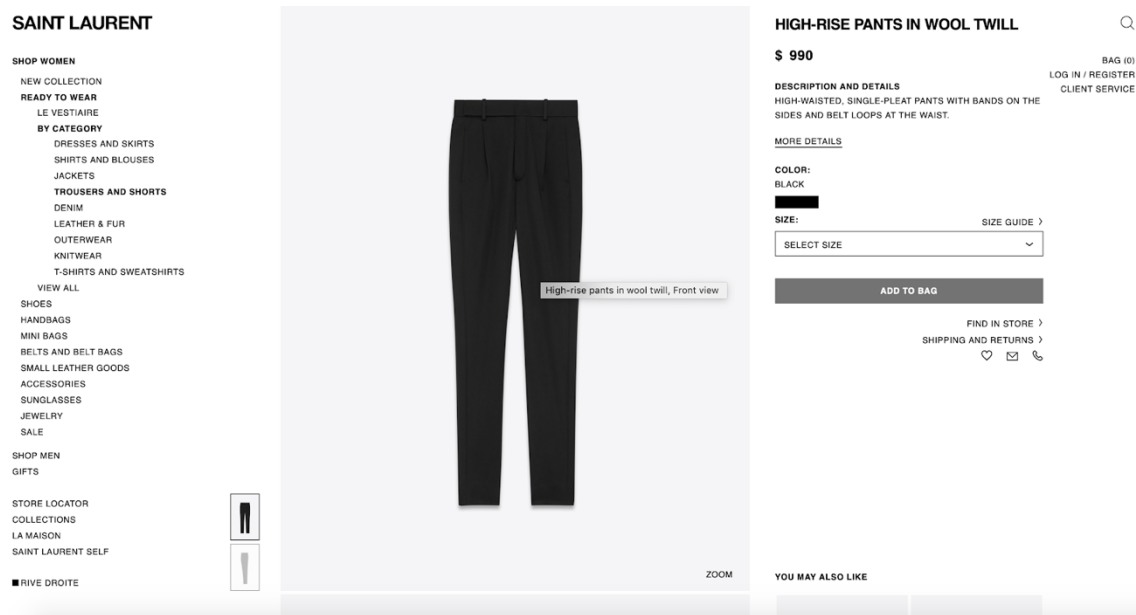 SAINT LAURENT
SHOP WOMEN
NEW COLLECTION
READY TO WEAR
LE VESTIAIRE
BY CATEGORY
DRESSES AND SKIRTS
SHIRTS AND BLOUSES
JACKETS
TROUSERS AND SHORTS
DENIM
LEATHER & FUR
OUTERWEAR
KNITWEAR
T-SHIRTS AND SWEATSHIRTS
VIEW ALL
SHOES
HANDBAGS
MINI BAGS
BELTS AND BELT BAGS
SMALL LEATHER GOODS
ACCESSORIES
SUNGLASSES
JEWELRY
SALE
SHOP MEN
GIFTS
STORE LOCATOR
COLLECTIONS
LA MAISON
SAINT LAURENT SELF
RIVE DROITE
High-rise pants in wool twill, Front view
ZOOM
HIGH-RISE PANTS IN WOOL TWILL
$ 990
DESCRIPTION AND DETAILS
HIGH-WAISTED, SINGLE-PLEAT PANTS WITH BANDS ON THE
SIDES AND BELT LOOPS AT THE WAIST.
MORE DETAILS
COLOR:
BLACK
SIZE:
SIZE GUIDE
SELECT SIZE
ADD TO BAG
FIND IN STORE
SHIPPING AND RETURNS
YOU MAY ALSO LIKE
BAG (0)
LOG IN / REGISTER
CLIENT SERVICE